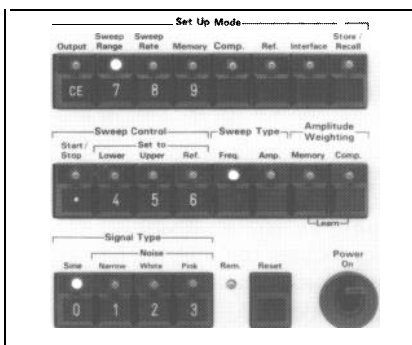 Set Up Mode
Output Sweep Range Sweep Rate Memory Comp. Ref. Interface Store / Recall
CE 7 8 9
Sweep Control Sweep Type Amplitude Weighting
Start / Stop Set to Lower Upper Ref. Freq. Amp. Memory Comp.
• 4 5 6
Learn
Signal Type
Noise
Sine Narrow White Pink Rem. Reset Power On
0 1 2 3